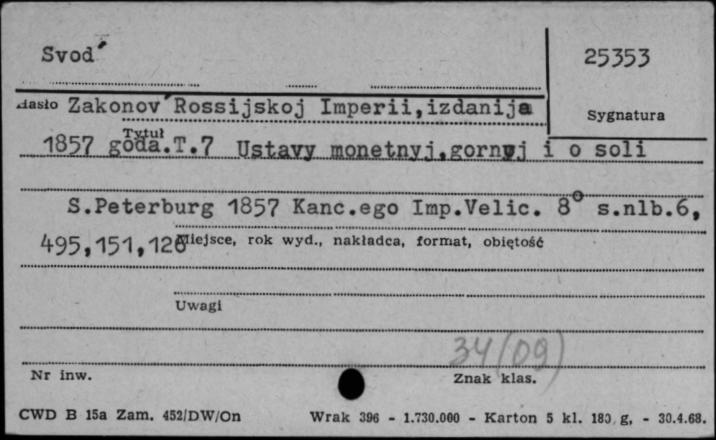 Svod´
25353
Hasło Zakonov´Rossijskoj Imperii,izdanija
Sygnatura
Tytuł
1857 goda.T.7 Ustavy monetnyj,gornyj i o soli
S.Peterburg 1857 Kanc.ego Imp.Velic. 8° s.nlb.6,
495,151,126
Miejsce, rok wyd., nakładca, format, obiętość
Uwagi
34(09)
Nr inw.
Znak klas.
CWD B 15a Zam. 452/DW/On Wrak 396 - 1.730.000 - Karton 5 kl. 180 g, - 30.4.68.